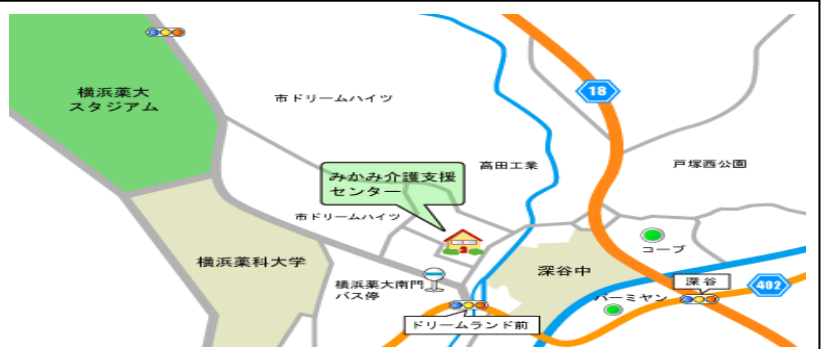 横浜薬大
スタジアム
市ドリームハイツ
18
高田工業
戸塚西公園
みかみ介護支援
センター
市ドリームハイツ
横浜薬科大学
コープ
横浜薬大南門
バス停
深谷中
深谷
402
バーミヤン
ドリームランド前